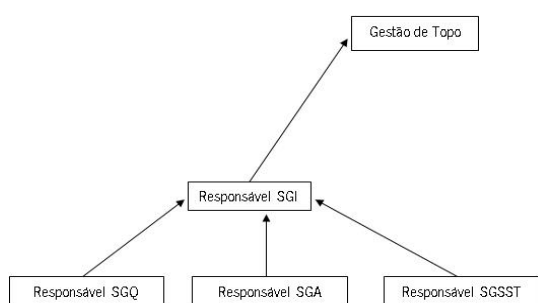 Gestão de Topo
Responsável SGI
Responsável SGQ
Responsável SGA
Responsável SGSST